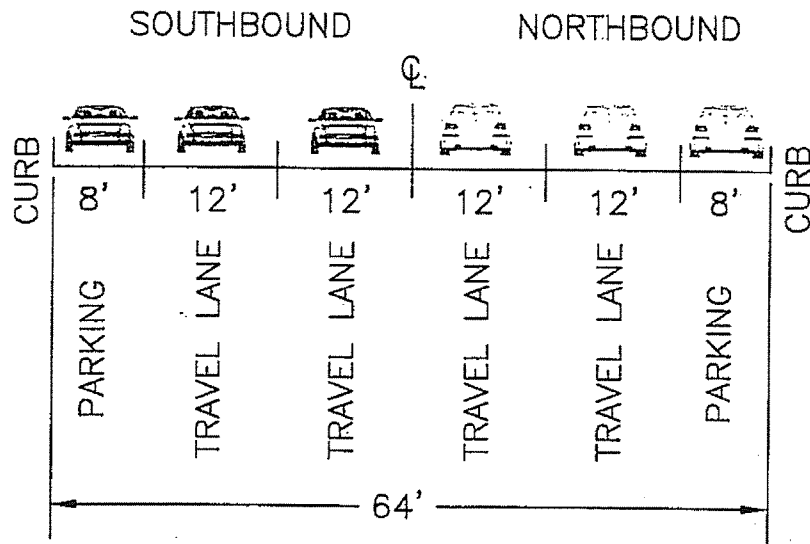 SOUTHBOUND NORTHBOUND
℄
CURB 8' 12' 12' 12' 12' 8' CURB
PARKING TRAVEL LANE TRAVEL LANE TRAVEL LANE TRAVEL LANE PARKING
64'